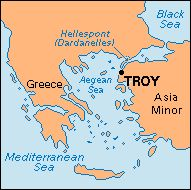 Black
Sea
Hellespont
(Dardanelles)
TROY
Aegean
Sea
Greece
Asia
Minor
Mediterranean
Sea